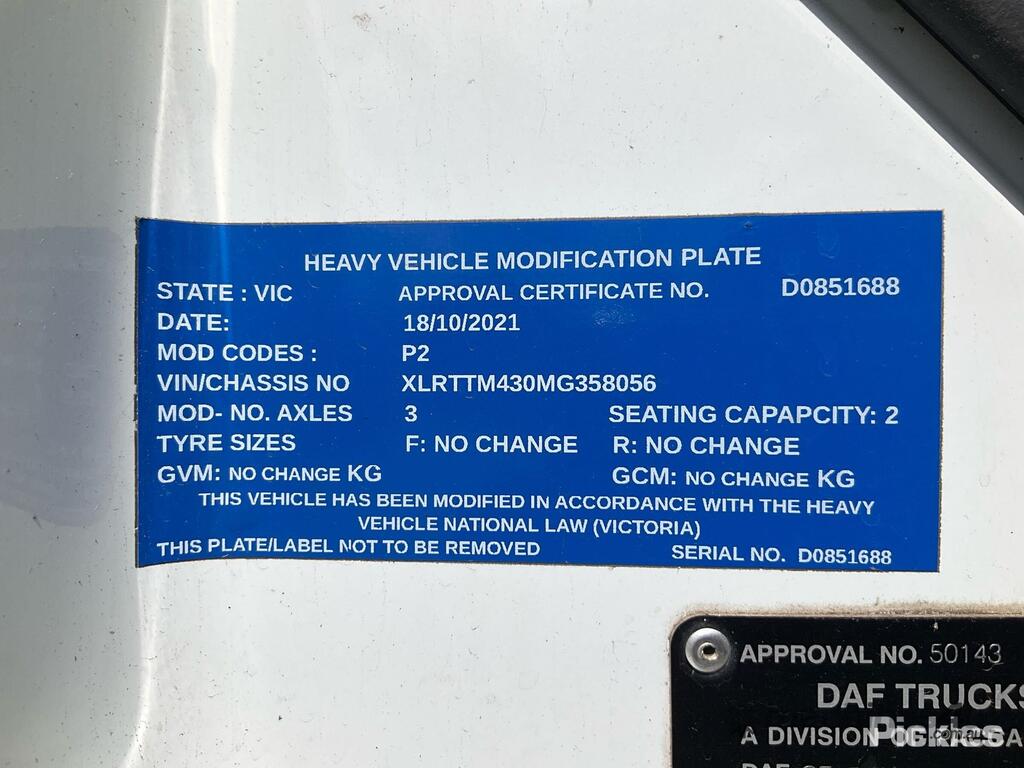 HEAVY VEHICLE MODIFICATION PLATE
STATE : VIC APPROVAL CERTIFICATE NO. D0851688
DATE: 18/10/2021
MOD CODES : P2
VIN/CHASSIS NO XLRTTM430MG358056
MOD- NO. AXLES 3 SEATING CAPAPCITY: 2
TYRE SIZES F: NO CHANGE R: NO CHANGE
GVM: NO CHANGE KG GCM: NO CHANGE KG
THIS VEHICLE HAS BEEN MODIFIED IN ACCORDANCE WITH THE HEAVY
VEHICLE NATIONAL LAW (VICTORIA)
THIS PLATE/LABEL NOT TO BE REMOVED SERIAL NO. D0851688
APPROVAL NO. 50143
DAF TRUCKS
A DIVISION OF
Pickles
.com.au